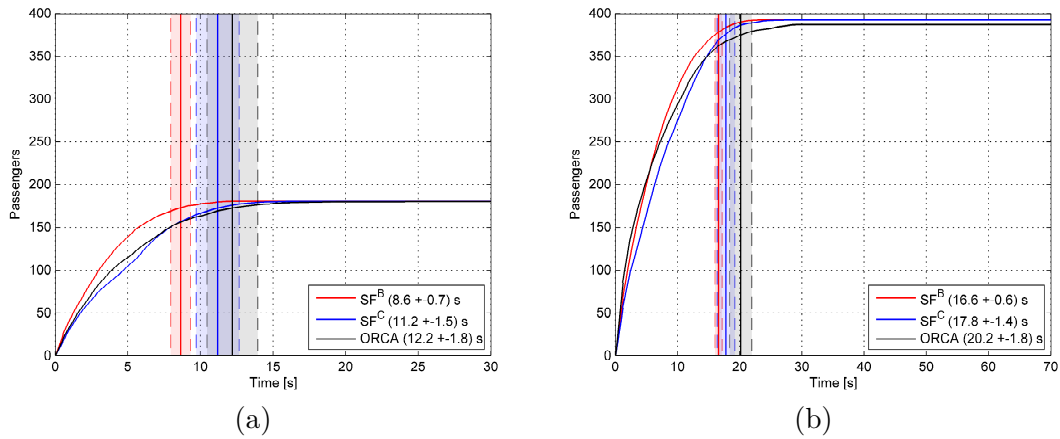 400
350
300
250
200
150
100
50
0
Passengers
0 5 10 15 20 25 30
Time [s]
SF^B (8.6 + 0.7) s
SF^C (11.2 +-1.5) s
ORCA (12.2 +-1.8) s
(a)
400
350
300
250
200
150
100
50
0
Passengers
0 10 20 30 40 50 60 70
Time [s]
SF^B (16.6 + 0.6) s
SF^C (17.8 +-1.4) s
ORCA (20.2 +-1.8) s
(b)